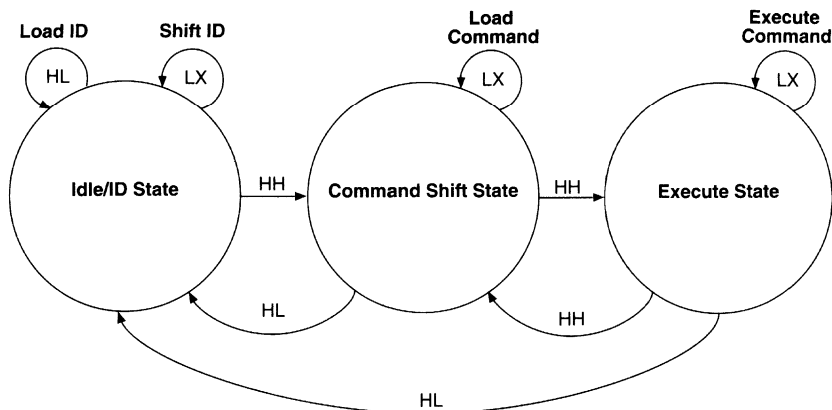 Load ID
Shift ID
Load
Command
Execute
Command
HL
LX
LX
LX
Idle/ID State
HH
Command Shift State
HH
Execute State
HL
HH
HL